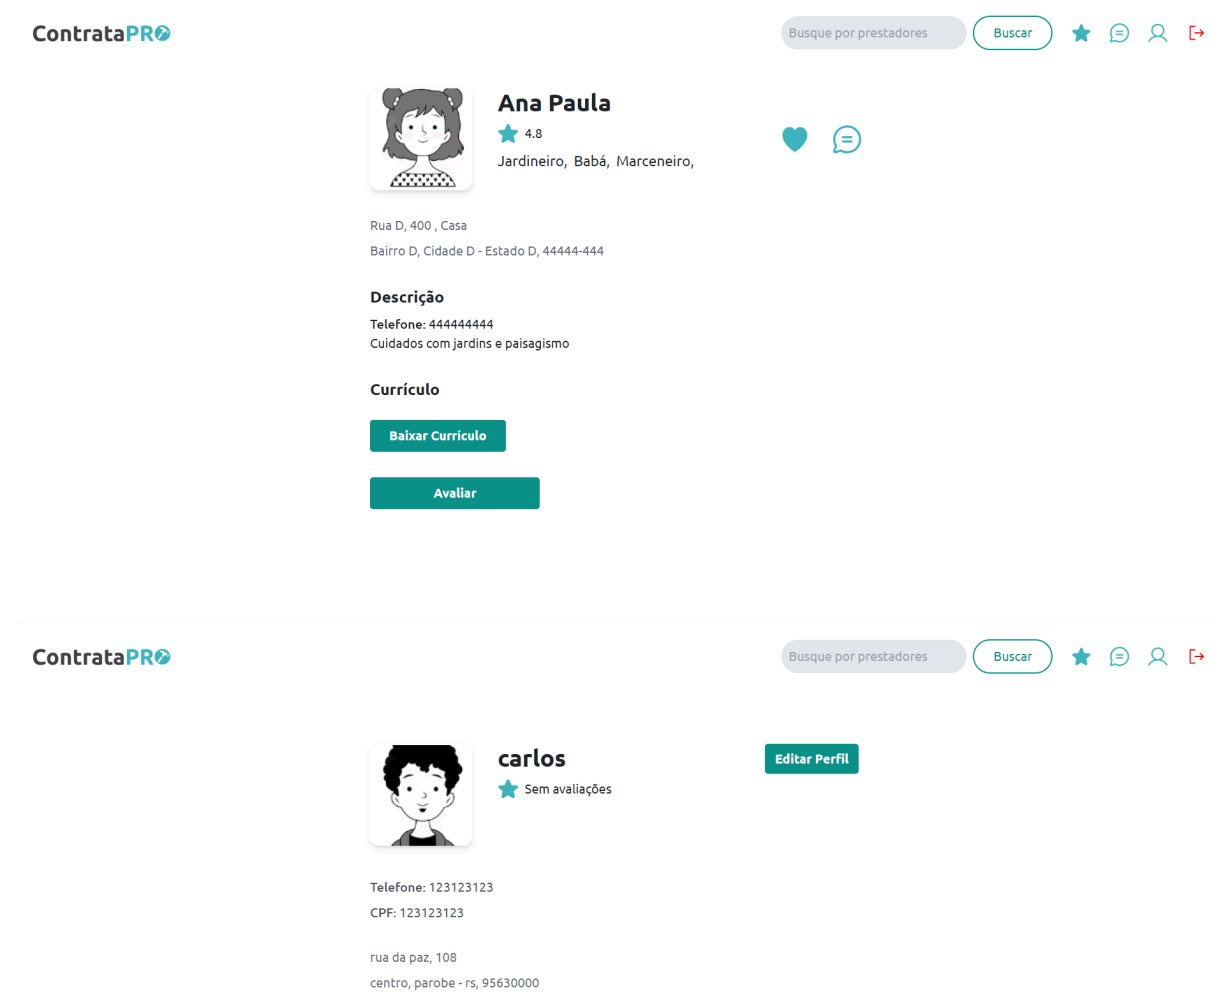 ContrataPRO
Busque por prestadores
Buscar
Ana Paula
4.8
Jardineiro, Babá, Marceneiro,
Rua D, 400 , Casa
Bairro D, Cidade D - Estado D, 44444-444
Descrição
Telefone: 444444444
Cuidados com jardins e paisagismo
Currículo
Baixar Currículo
Avaliar
ContrataPRO
Busque por prestadores
Buscar
carlos
Editar Perfil
Sem avaliações
Telefone: 123123123
CPF: 123123123
rua da paz, 108
centro, parobe - rs, 95630000